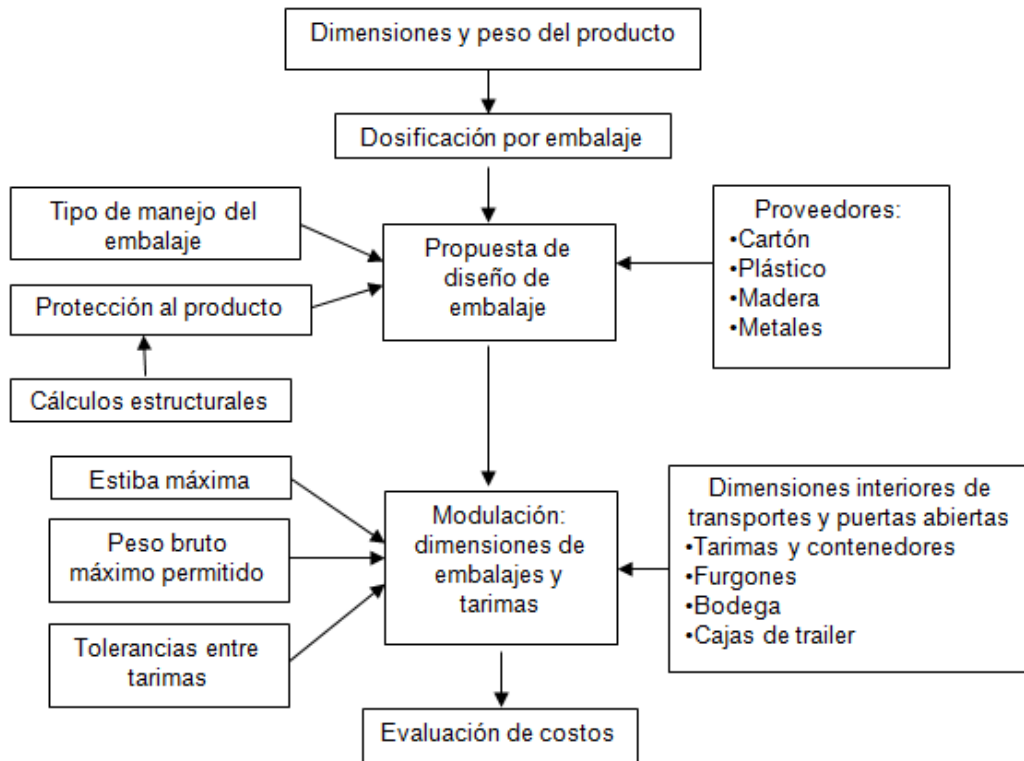 Dimensiones y peso del producto
Dosificación por embalaje
Tipo de manejo del
embalaje
Propuesta de
diseño de
embalaje
Proveedores:
•Cartón
•Plástico
•Madera
•Metales
Protección al producto
Cálculos estructurales
Estiba máxima
Peso bruto
máximo permitido
Tolerancias entre
tarimas
Modulación:
dimensiones de
embalajes y
tarimas
Dimensiones interiores de
transportes y puertas abiertas
•Tarimas y contenedores
•Furgones
•Bodega
•Cajas de trailer
Evaluación de costos